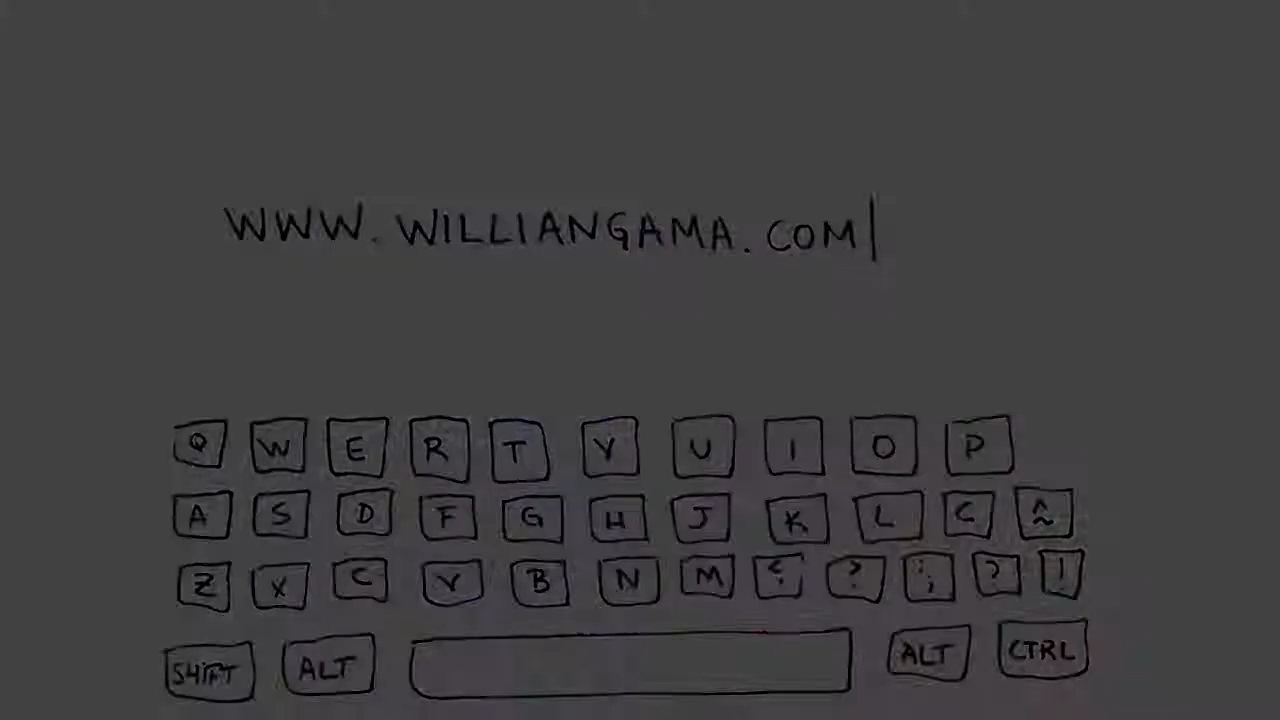 WWW.WILLIANGAMA.COM
Q W E R T Y U I O P
A S D F G H J K L Ç ^ ~
Z X C V B N M
SHIFT ALT ALT CTRL